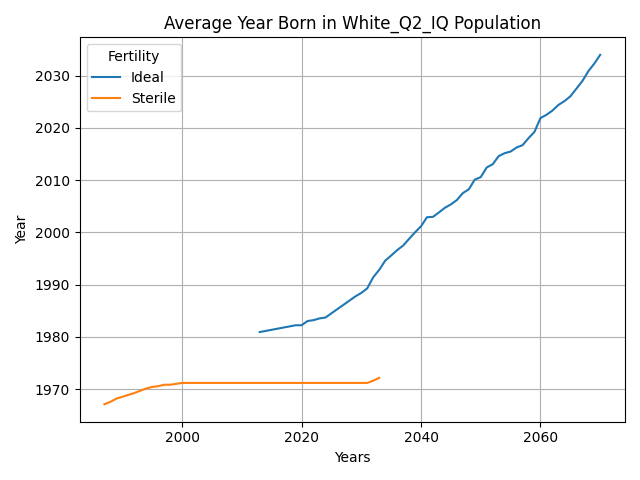 Average Year Born in White_Q2_IQ Population
Fertility
Ideal
Sterile
Year
2030
2020
2010
2000
1990
1980
1970
2000 2020 2040 2060
Years